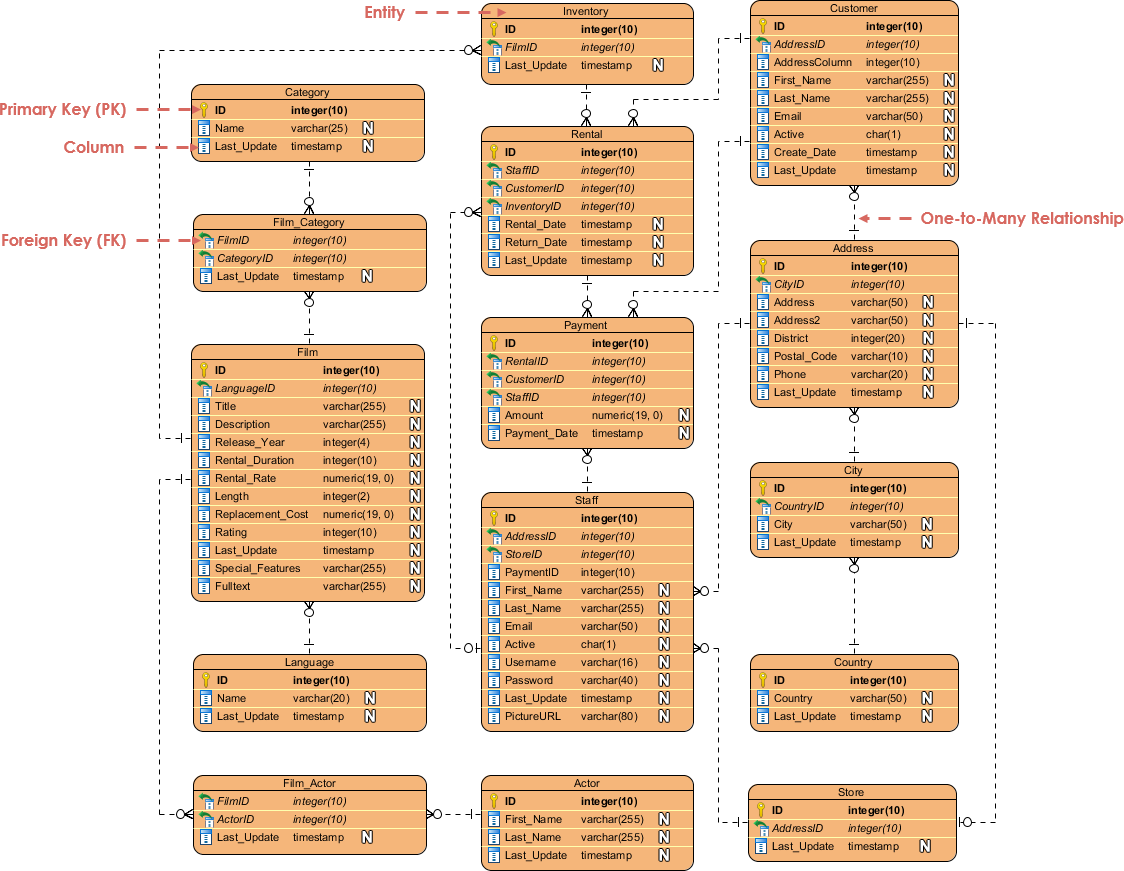 Entity
Inventory
ID integer(10)
FilmID integer(10)
Last_Update timestamp N
Customer
ID integer(10)
AddressID integer(10)
AddressColumn integer(10)
First_Name varchar(255) N
Last_Name varchar(255) N
Email varchar(50) N
Active char(1) N
Create_Date timestamp N
Last_Update timestamp N
Primary Key (PK)
Column
Category
ID integer(10)
Name varchar(25) N
Last_Update timestamp N
Rental
ID integer(10)
StaffID integer(10)
CustomerID integer(10)
InventoryID integer(10)
Rental_Date timestamp N
Return_Date timestamp N
Last_Update timestamp N
Foreign Key (FK)
Film_Category
FilmID integer(10)
CategoryID integer(10)
Last_Update timestamp N
One-to-Many Relationship
Address
ID integer(10)
CityID integer(10)
Address varchar(50) N
Address2 varchar(50) N
District integer(20) N
Postal_Code varchar(10) N
Phone varchar(20) N
Last_Update timestamp N
Payment
ID integer(10)
RentalID integer(10)
CustomerID integer(10)
StaffID integer(10)
Amount numeric(19, 0) N
Payment_Date timestamp N
Film
ID integer(10)
LanguageID integer(10)
Title varchar(255) N
Description varchar(255) N
Release_Year integer(4) N
Rental_Duration integer(10) N
Rental_Rate numeric(19, 0) N
Length integer(2) N
Replacement_Cost numeric(19, 0) N
Rating integer(10) N
Last_Update timestamp N
Special_Features varchar(255) N
Fulltext varchar(255) N
City
ID integer(10)
CountryID integer(10)
City varchar(50) N
Last_Update timestamp N
Staff
ID integer(10)
AddressID integer(10)
StoreID integer(10)
PaymentID integer(10)
First_Name varchar(255) N
Last_Name varchar(255) N
Email varchar(50) N
Active char(1) N
Username varchar(16) N
Password varchar(40) N
Last_Update timestamp N
PictureURL varchar(80) N
Language
ID integer(10)
Name varchar(20) N
Last_Update timestamp N
Country
ID integer(10)
Country varchar(50) N
Last_Update timestamp N
Film_Actor
FilmID integer(10)
ActorID integer(10)
Last_Update timestamp N
Actor
ID integer(10)
First_Name varchar(255) N
Last_Name varchar(255) N
Last_Update timestamp N
Store
ID integer(10)
AddressID integer(10)
Last_Update timestamp N